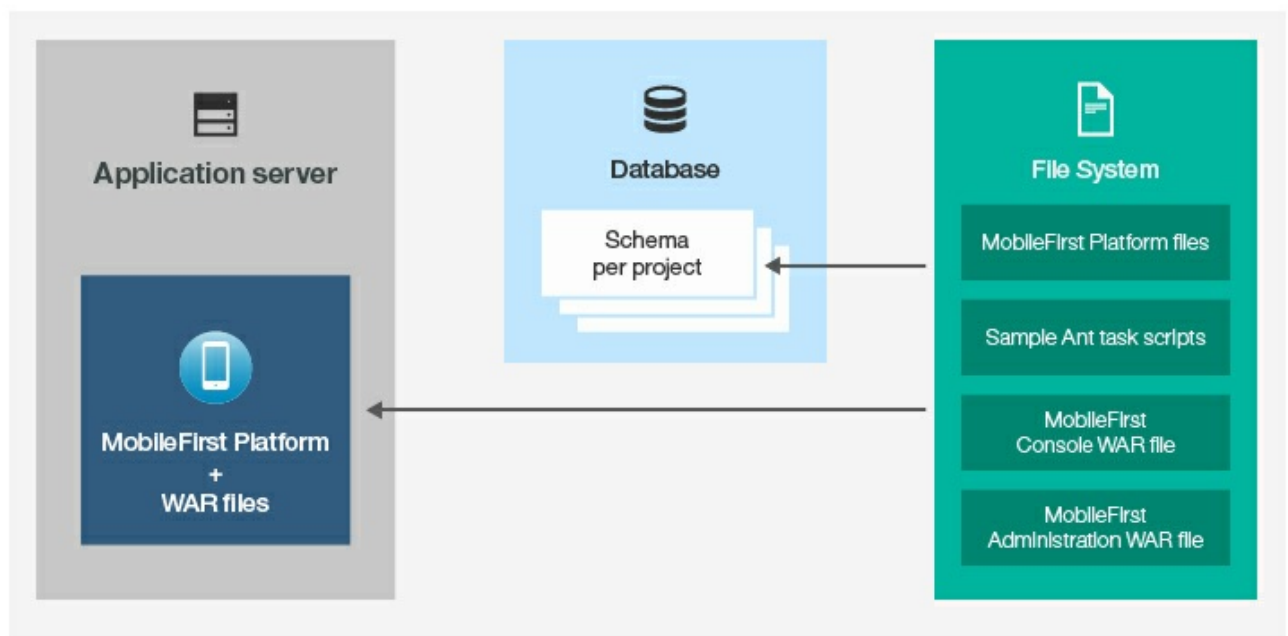 Application server
MobileFirst Platform
+
WAR files
Database
Schema
per project
File System
MobileFirst Platform files
Sample Ant task scripts
MobileFirst
Console WAR file
MobileFirst
Administration WAR file